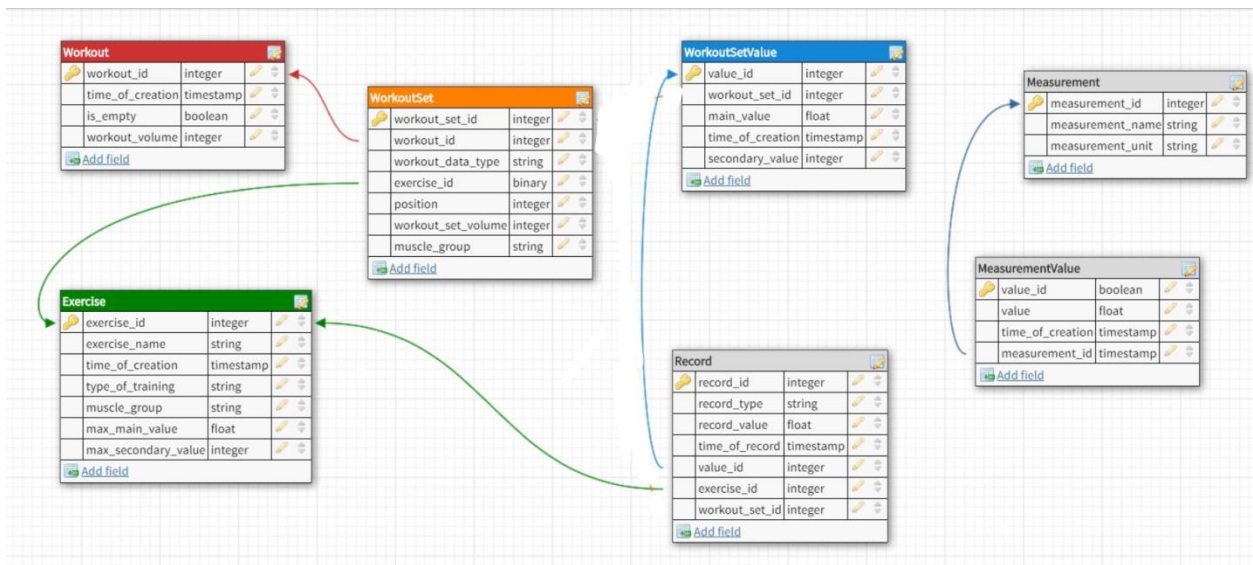 Workout
workout_id integer
time_of_creation timestamp
is_empty boolean
workout_volume integer
Add field
WorkoutSet
workout_set_id integer
workout_id integer
workout_data_type string
exercise_id binary
position integer
workout_set_volume integer
muscle_group string
Add field
Exercise
exercise_id integer
exercise_name string
time_of_creation timestamp
type_of_training string
muscle_group string
max_main_value float
max_secondary_value integer
Add field
WorkoutSetValue
value_id integer
workout_set_id integer
main_value float
time_of_creation timestamp
secondary_value integer
Add field
Record
record_id integer
record_type string
record_value float
time_of_record timestamp
value_id integer
exercise_id integer
workout_set_id integer
Add field
Measurement
measurement_id integer
measurement_name string
measurement_unit string
Add field
MeasurementValue
value_id boolean
value float
time_of_creation timestamp
measurement_id timestamp
Add field